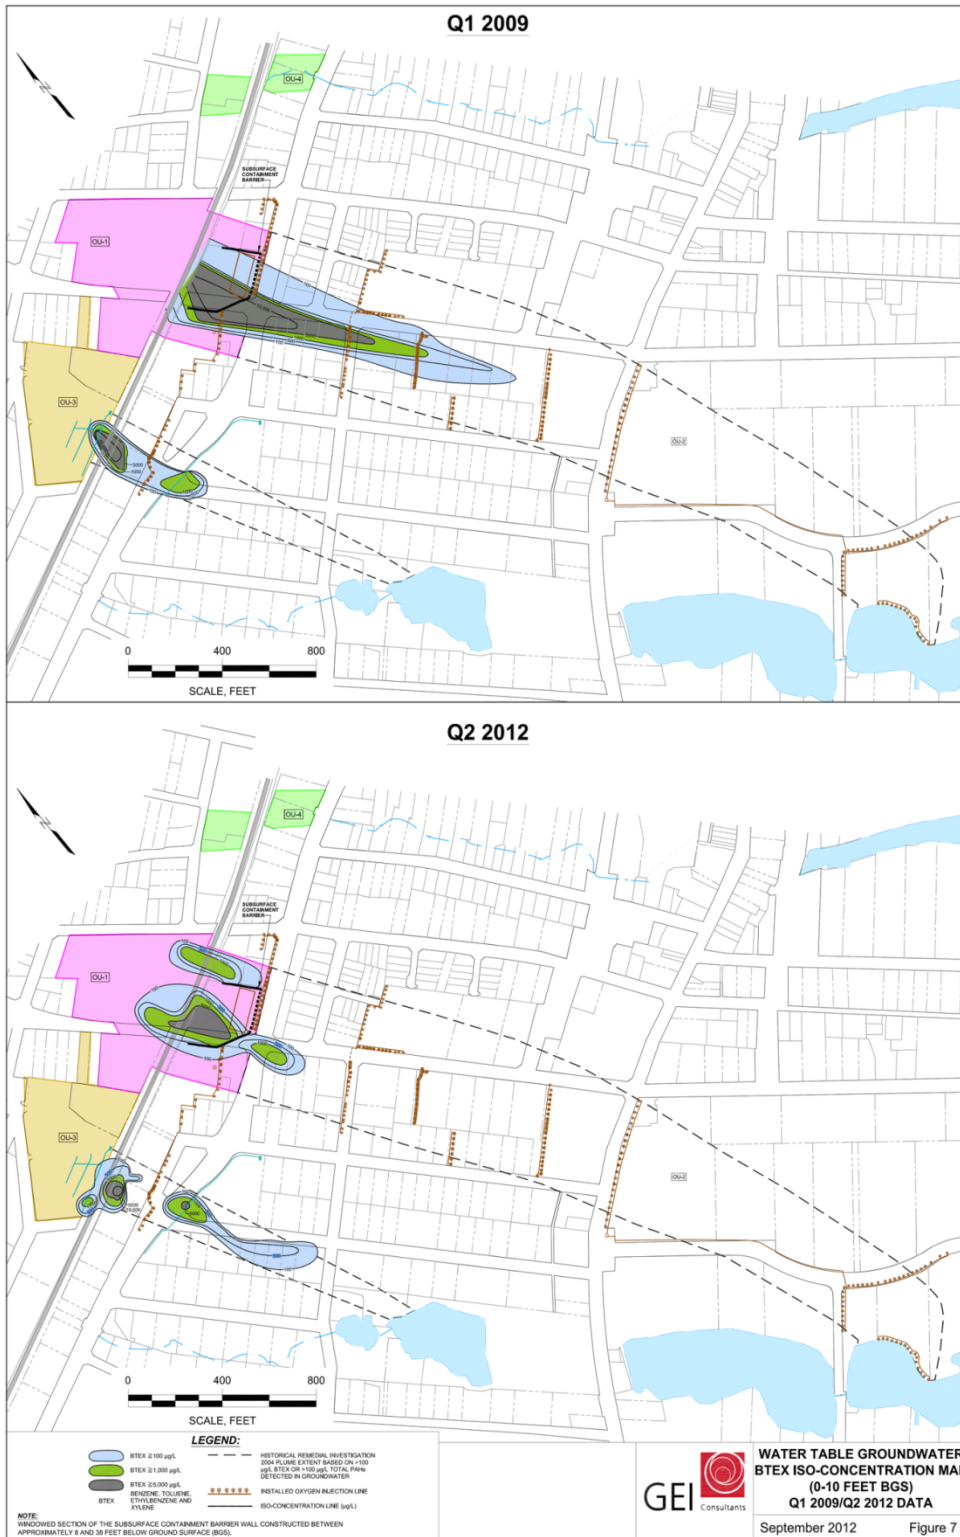 Q1 2009
N
OU-4
SUBSURFACE
CONTAINMENT
BARRIER
OU-1
OU-3
OU-2
0 400 800
SCALE, FEET
Q2 2012
N
OU-4
SUBSURFACE
CONTAINMENT
BARRIER
OU-1
OU-3
OU-2
0 400 800
SCALE, FEET
LEGEND:
BTEX ≥100 µg/L
BTEX ≥1,000 µg/L
BTEX ≥5,000 µg/L
BTEX BENZENE, TOLUENE,
ETHYLBENZENE AND
XYLENE
HISTORICAL REMEDIAL INVESTIGATION
2004 PLUME EXTENT BASED ON >100
µg/L BTEX OR >100 µg/L TOTAL PAHs
DETECTED IN GROUNDWATER
INSTALLED OXYGEN INJECTION LINE
ISO-CONCENTRATION LINE (µg/L)
NOTE:
WINDOWED SECTION OF THE SUBSURFACE CONTAINMENT BARRIER WALL CONSTRUCTED BETWEEN
APPROXIMATELY 8 AND 38 FEET BELOW GROUND SURFACE (BGS).
GEI Consultants
WATER TABLE GROUNDWATER
BTEX ISO-CONCENTRATION MA
(0-10 FEET BGS)
Q1 2009/Q2 2012 DATA
September 2012 Figure 7